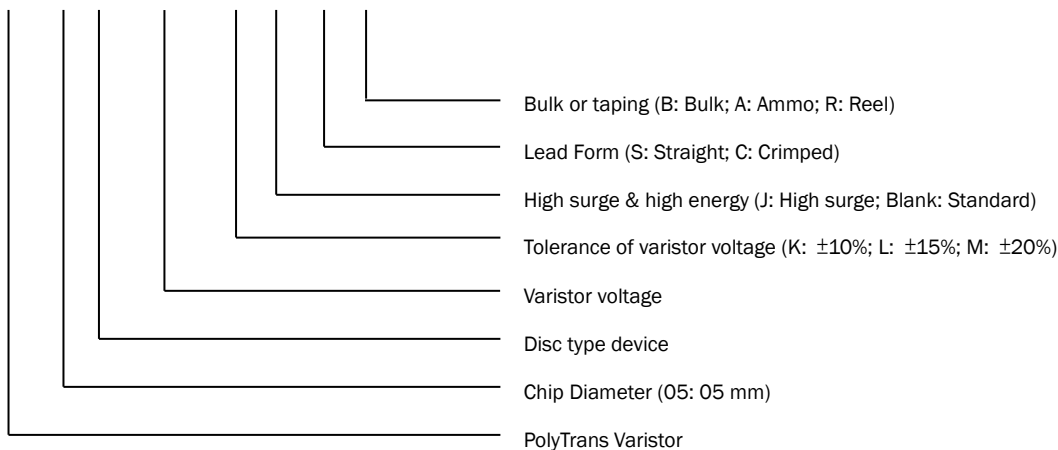 Bulk or taping (B: Bulk; A: Ammo; R: Reel)
Lead Form (S: Straight; C: Crimped)
High surge & high energy (J: High surge; Blank: Standard)
Tolerance of varistor voltage (K: ±10%; L: ±15%; M: ±20%)
Varistor voltage
Disc type device
Chip Diameter (05: 05 mm)
PolyTrans Varistor